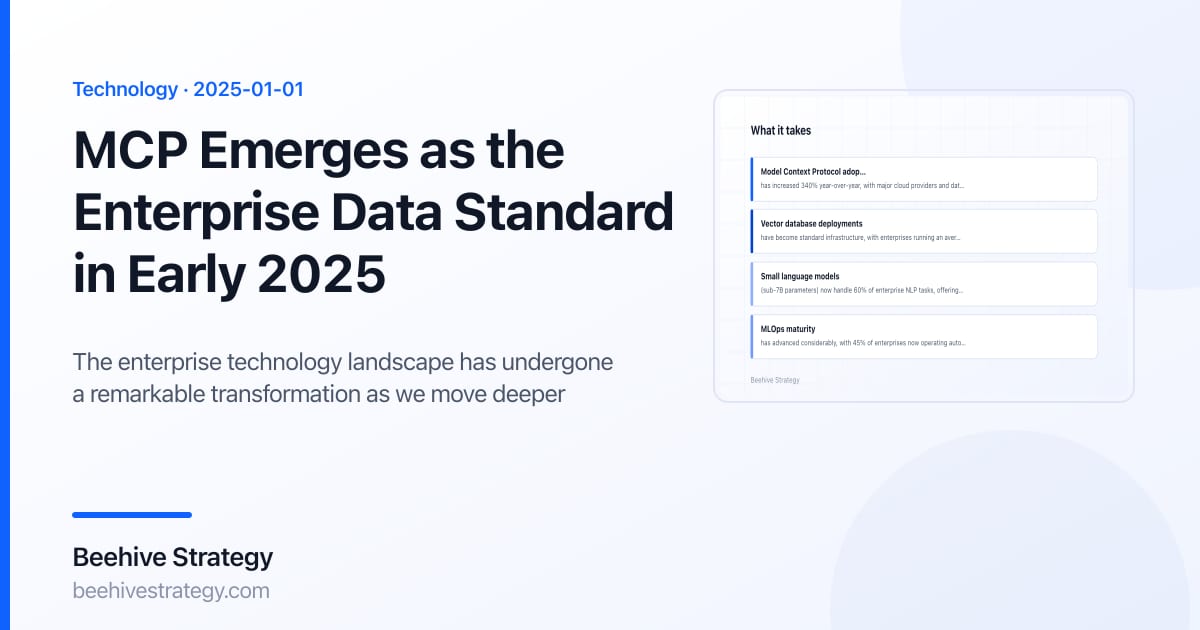 Technology · 2025-01-01
MCP Emerges as the
Enterprise Data Standard
in Early 2025
The enterprise technology landscape has undergone
a remarkable transformation as we move deeper
Beehive Strategy
beehivestrategy.com
What it takes
Model Context Protocol adop...
has increased 340% year-over-year, with major cloud providers and dat...
Vector database deployments
have become standard infrastructure, with enterprises running an aver...
Small language models
(sub-7B parameters) now handle 60% of enterprise NLP tasks, offering...
MLOps maturity
has advanced considerably, with 45% of enterprises now operating auto...
Beehive Strategy